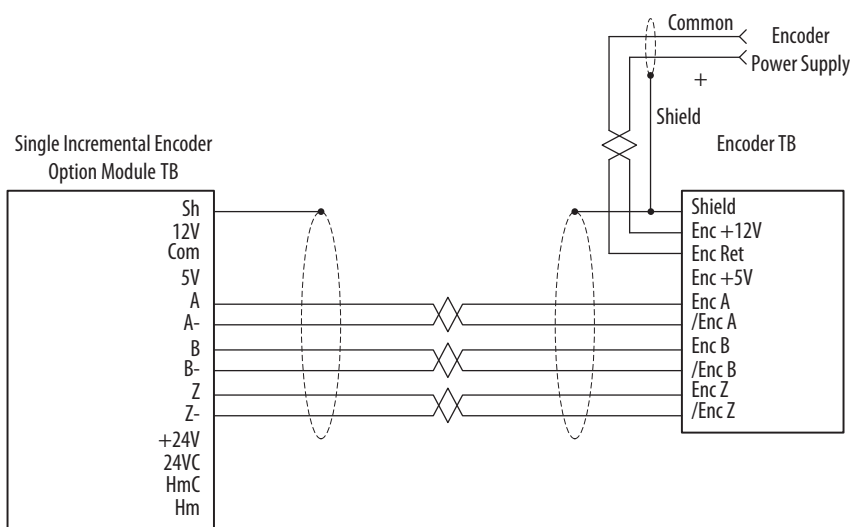 Common
Encoder
Power Supply
+
Shield
Single Incremental Encoder
Option Module TB
Encoder TB
Sh
12V
Com
5V
A
A-
B
B-
Z
Z-
+24V
24VC
HmC
Hm
Shield
Enc +12V
Enc Ret
Enc +5V
Enc A
/Enc A
Enc B
/Enc B
Enc Z
/Enc Z